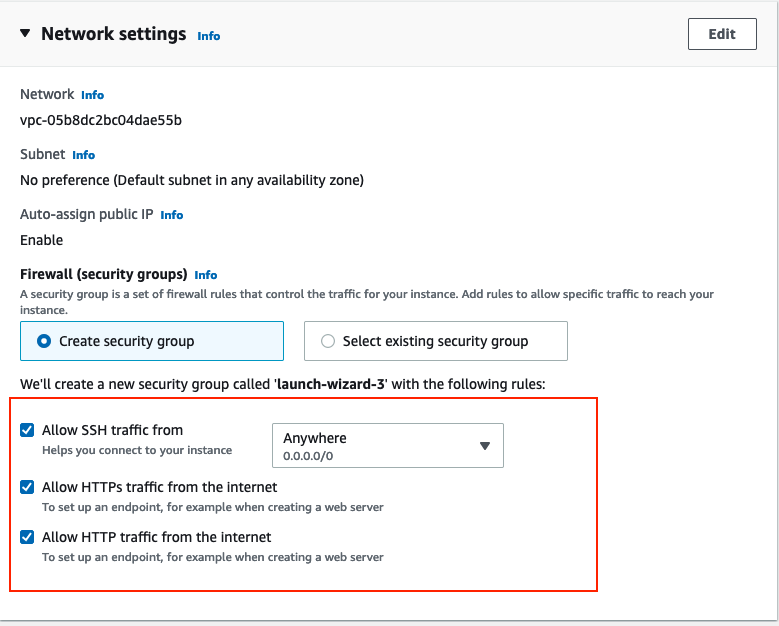 Network settings Info
Edit
Network Info
vpc-05b8dc2bc04dae55b
Subnet Info
No preference (Default subnet in any availability zone)
Auto-assign public IP Info
Enable
Firewall (security groups) Info
A security group is a set of firewall rules that control the traffic for your instance. Add rules to allow specific traffic to reach your
instance.
Create security group
Select existing security group
We'll create a new security group called 'launch-wizard-3' with the following rules:
Allow SSH traffic from
Helps you connect to your instance
Anywhere
0.0.0.0/0
Allow HTTPs traffic from the internet
To set up an endpoint, for example when creating a web server
Allow HTTP traffic from the internet
To set up an endpoint, for example when creating a web server